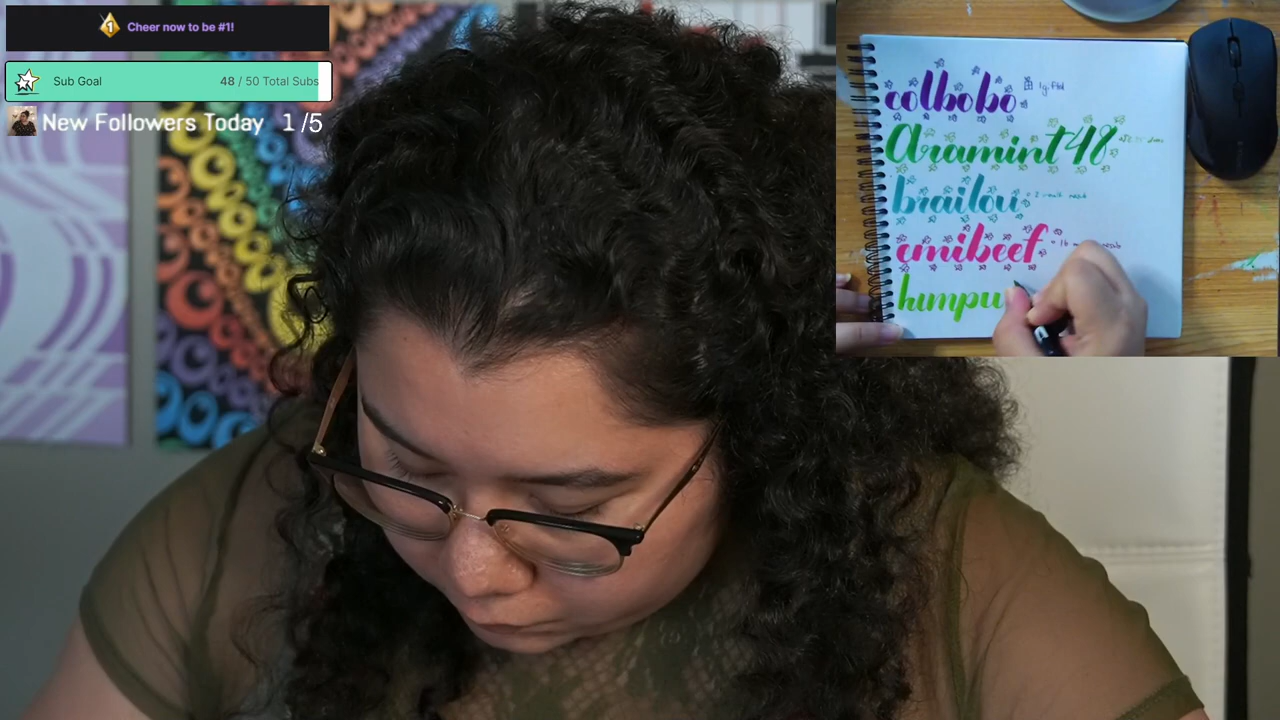 1
Cheer now to be #1!
Sub Goal 48 / 50 Total Subs
New Followers Today 1 /5
colbobo
Aramint48
brailou
emibeef
humpu